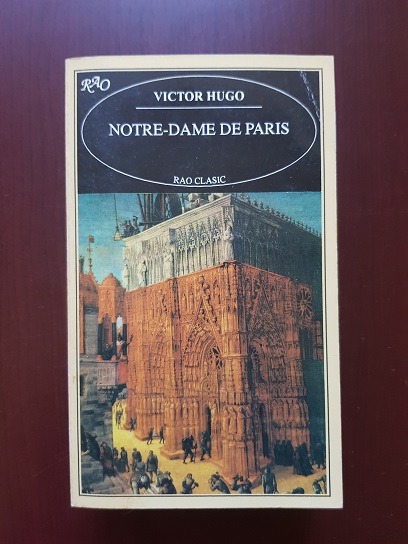 RAO
VICTOR HUGO
NOTRE-DAME DE PARIS
RAO CLASIC